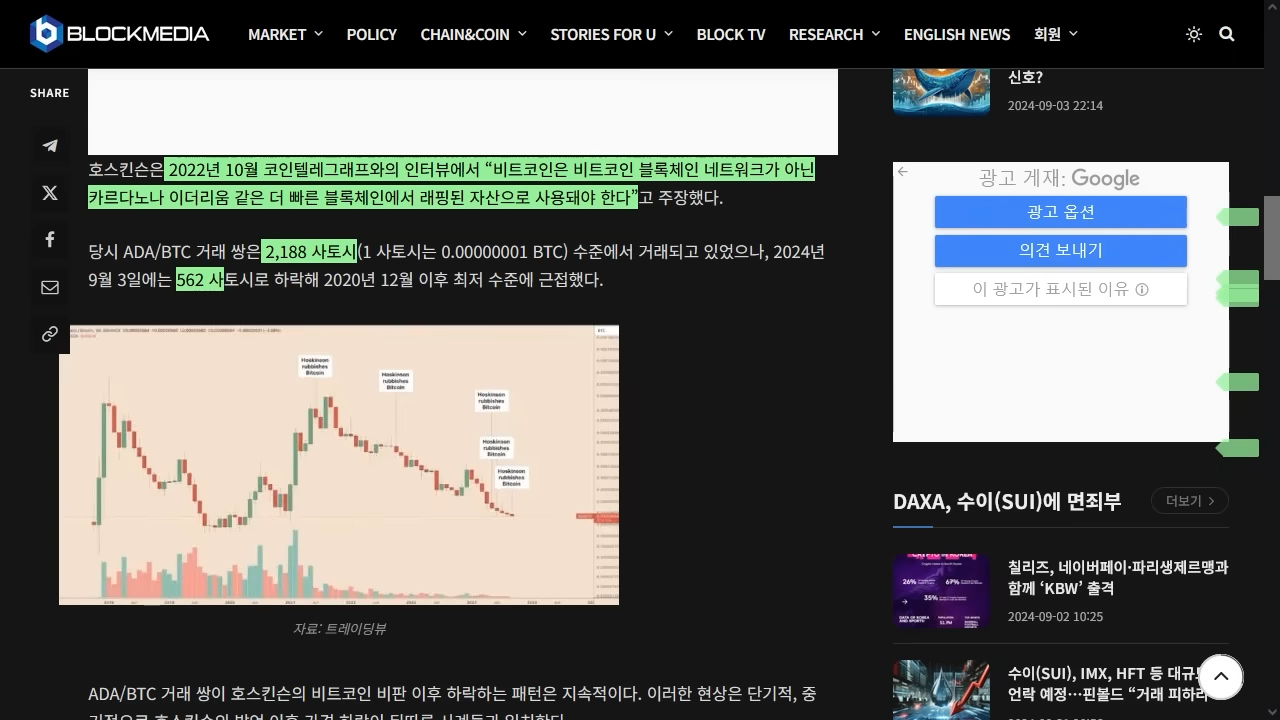 BLOCKMEDIA
MARKET
POLICY
CHAIN&COIN
STORIES FOR U
BLOCK TV
RESEARCH
ENGLISH NEWS
회원
SHARE
호스킨슨은 2022년 10월 코인텔레그래프와의 인터뷰에서 “비트코인은 비트코인 블록체인 네트워크가 아닌
카르다노나 이더리움 같은 더 빠른 블록체인에서 래핑된 자산으로 사용돼야 한다”고 주장했다.
당시 ADA/BTC 거래 쌍은 2,188 사토시(1 사토시는 0.00000001 BTC) 수준에서 거래되고 있었으나, 2024년
9월 3일에는 562 사토시로 하락해 2020년 12월 이후 최저 수준에 근접했다.
Hoskinson
rubbishes
Bitcoin
Hoskinson
rubbishes
Bitcoin
Hoskinson
rubbishes
Bitcoin
Hoskinson
rubbishes
Bitcoin
Hoskinson
rubbishes
Bitcoin
자료: 트레이딩뷰
ADA/BTC 거래 쌍이 호스킨슨의 비트코인 비판 이후 하락하는 패턴은 지속적이다. 이러한 현상은 단기적, 중
신호?
2024-09-03 22:14
광고 게재: Google
광고 옵션
의견 보내기
이 광고가 표시된 이유
DAXA, 수이(SUI)에 면죄부
더보기
26%
67%
35%
칠리즈, 네이버페이·파리생제르맹과
함께 ‘KBW’ 출격
2024-09-02 10:25
수이(SUI), IMX, HFT 등 대규모
언락 예정…핀볼드 “거래 피하라